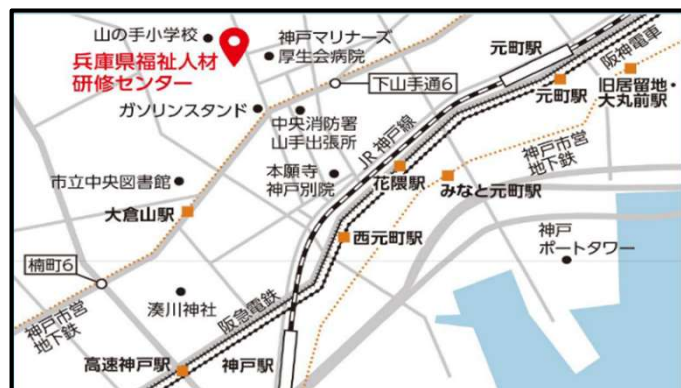 山の手小学校
兵庫県福祉人材
研修センター
神戸マリナーズ
厚生会病院
元町駅
阪神電車
下山手通6
元町駅
旧居留地・
大丸前駅
ガソリンスタンド
中央消防署
山手出張所
JR神戸線
神戸市営
地下鉄
市立中央図書館
本願寺
神戸別院
花隈駅
みなと元町駅
大倉山駅
西元町駅
神戸
ポートタワー
楠町6
湊川神社
阪急電鉄
神戸市営
地下鉄
高速神戸駅
神戸駅